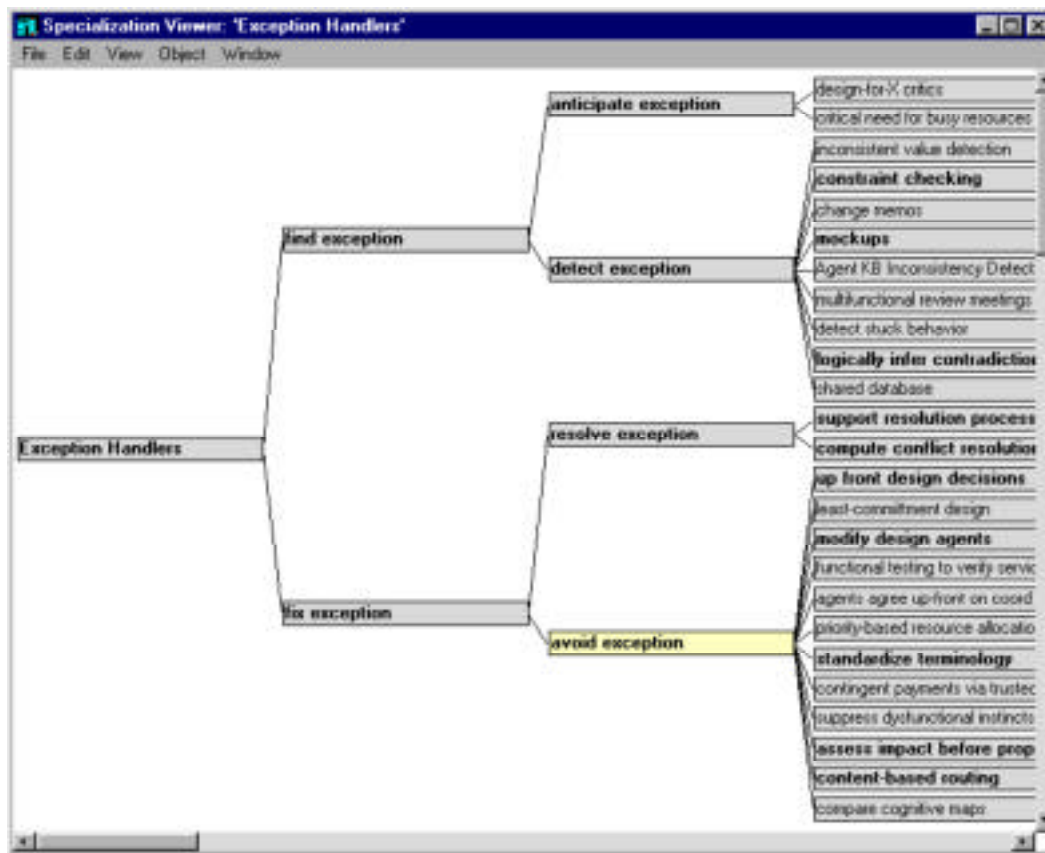 Specialization Viewer: 'Exception Handlers'
File Edit View Object Window
Exception Handlers
find exception
fix exception
anticipate exception
detect exception
resolve exception
avoid exception
design-for-X critics
critical need for busy resources
inconsistent value detection
constraint checking
change memos
mockups
Agent KB Inconsistency Detect
multifunctional review meetings
detect stuck behavior
logically infer contradiction
shared database
support resolution process
compute conflict resolution
up front design decisions
least-commitment design
modify design agents
functional testing to verify servic
agents agree up-front on coord
priority-based resource allocatio
standardize terminology
contingent payments via trusted
suppress dysfunctional instincts
assess impact before prop
content-based routing
compare cognitive maps